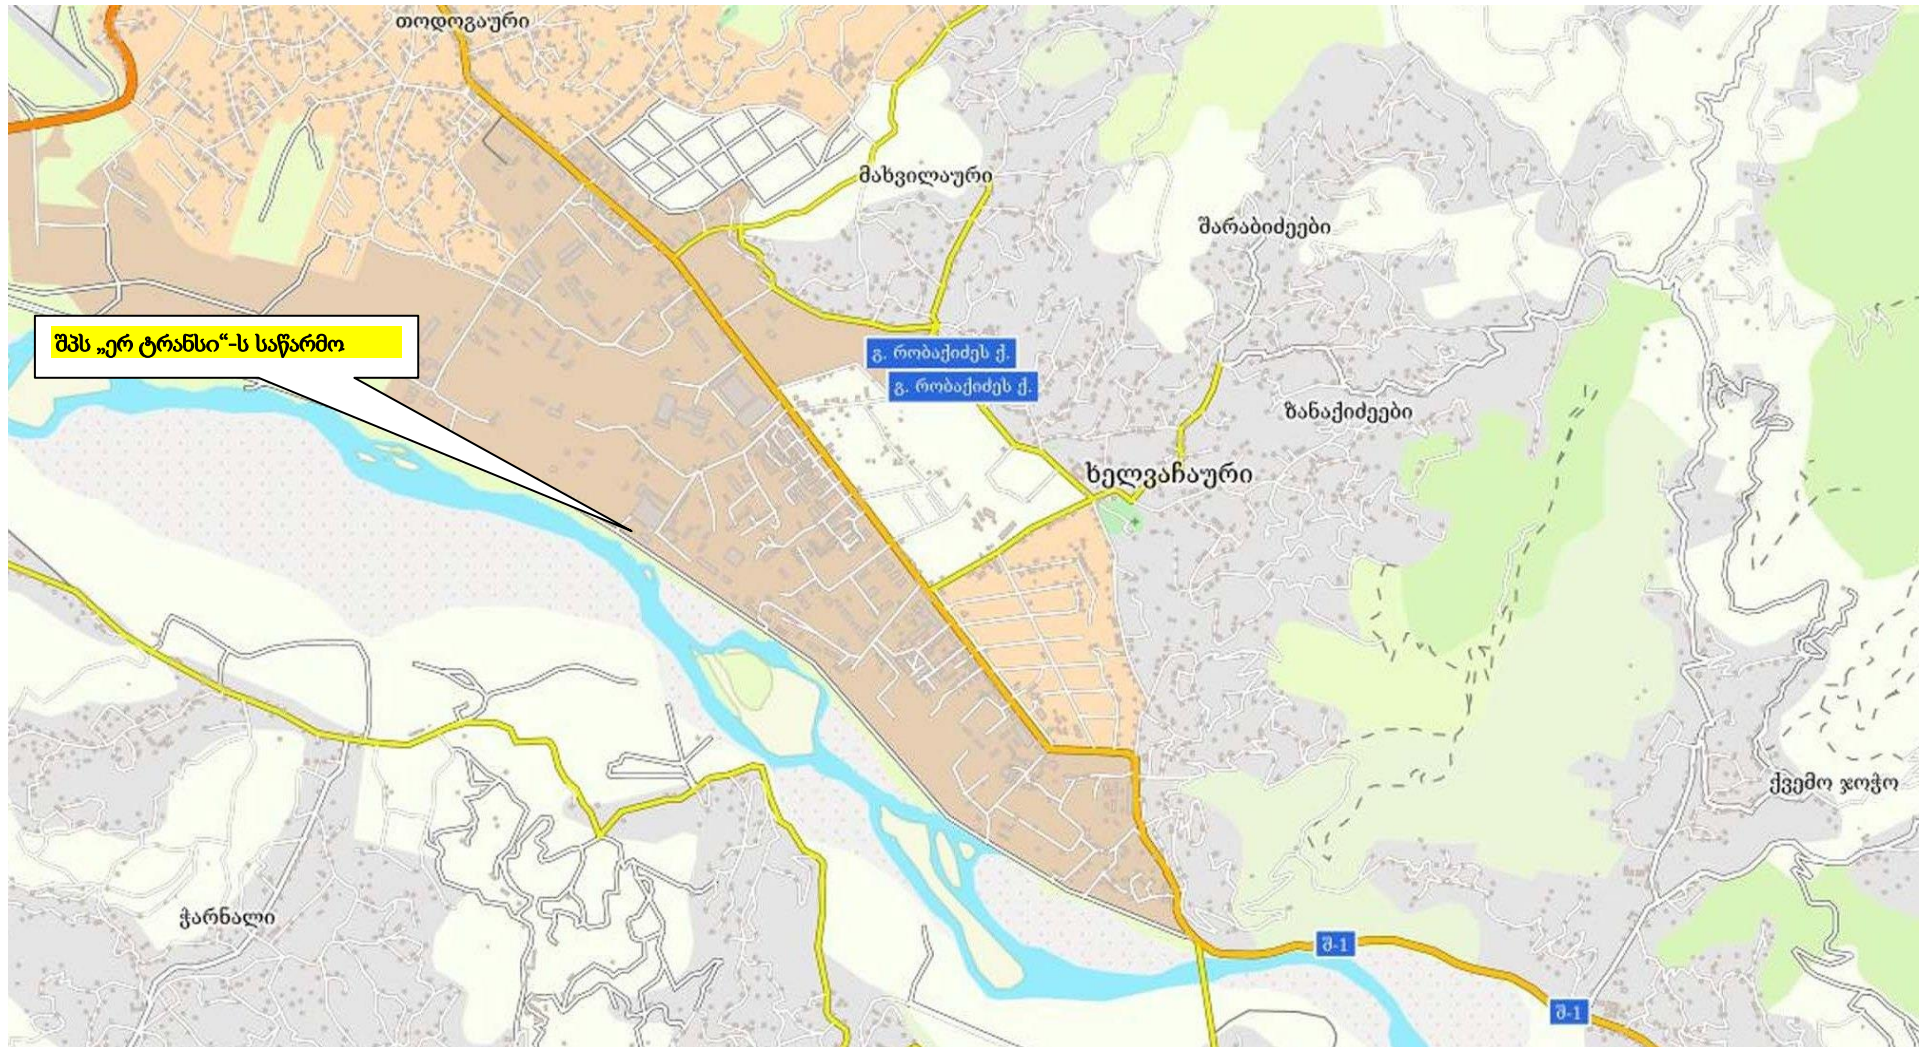 თოდოგაური
მახვილაური
შარაბიძეები
შპს „ერ ტრანსი“-ს საწარმო
გ. რობაქიძეს ქ.
გ. რობაქიძეს ქ.
ზანაქიძეები
ხელვაჩაური
ქვემო ჯოჭო
ჭარნალი
შ-1
შ-1